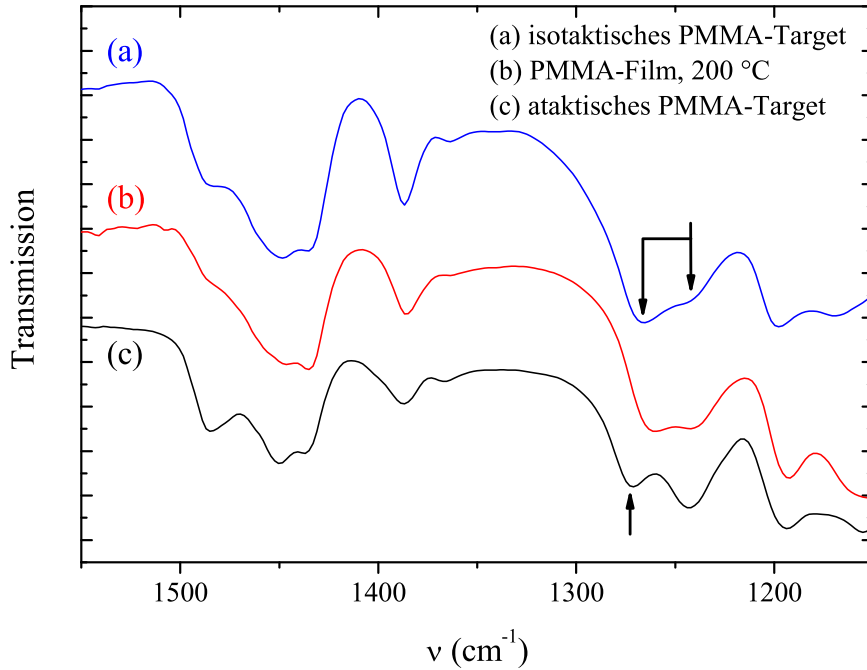 (a) isotaktisches PMMA-Target
(b) PMMA-Film, 200 °C
(c) ataktisches PMMA-Target
(a)
(b)
(c)
Transmission
1500 1400 1300 1200
ν (cm⁻¹)